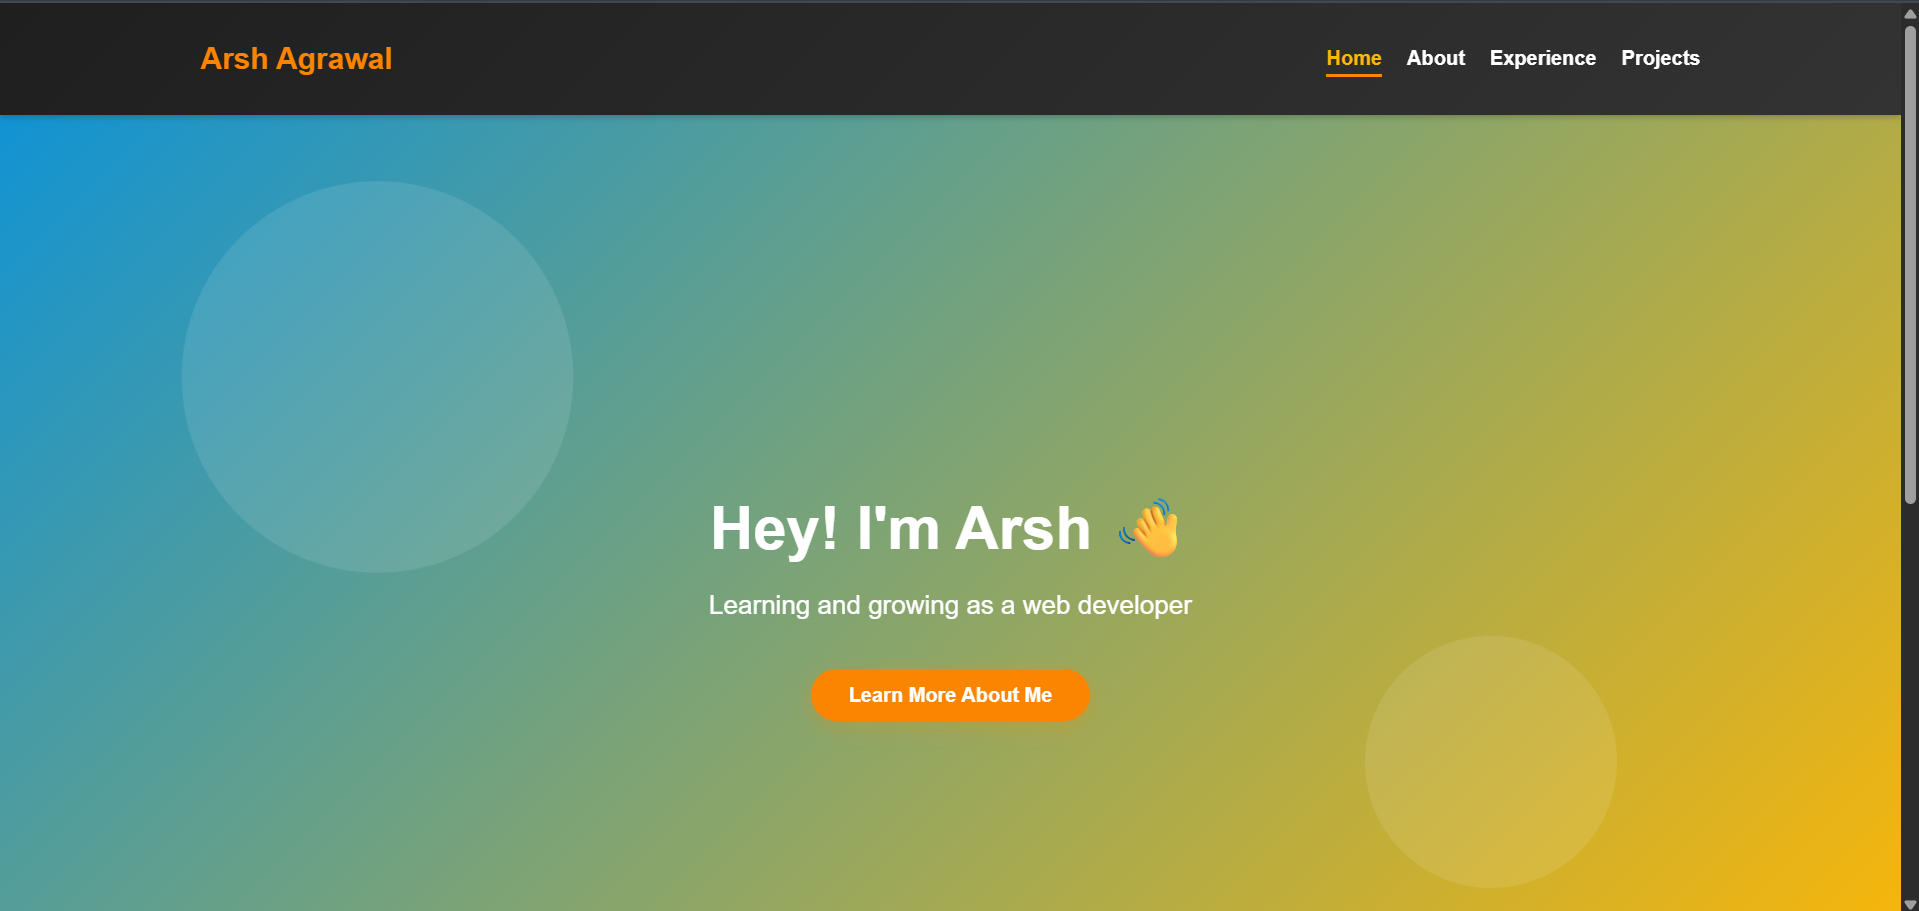 Arsh Agrawal
Home About Experience Projects
Hey! I'm Arsh 👋
Learning and growing as a web developer
Learn More About Me